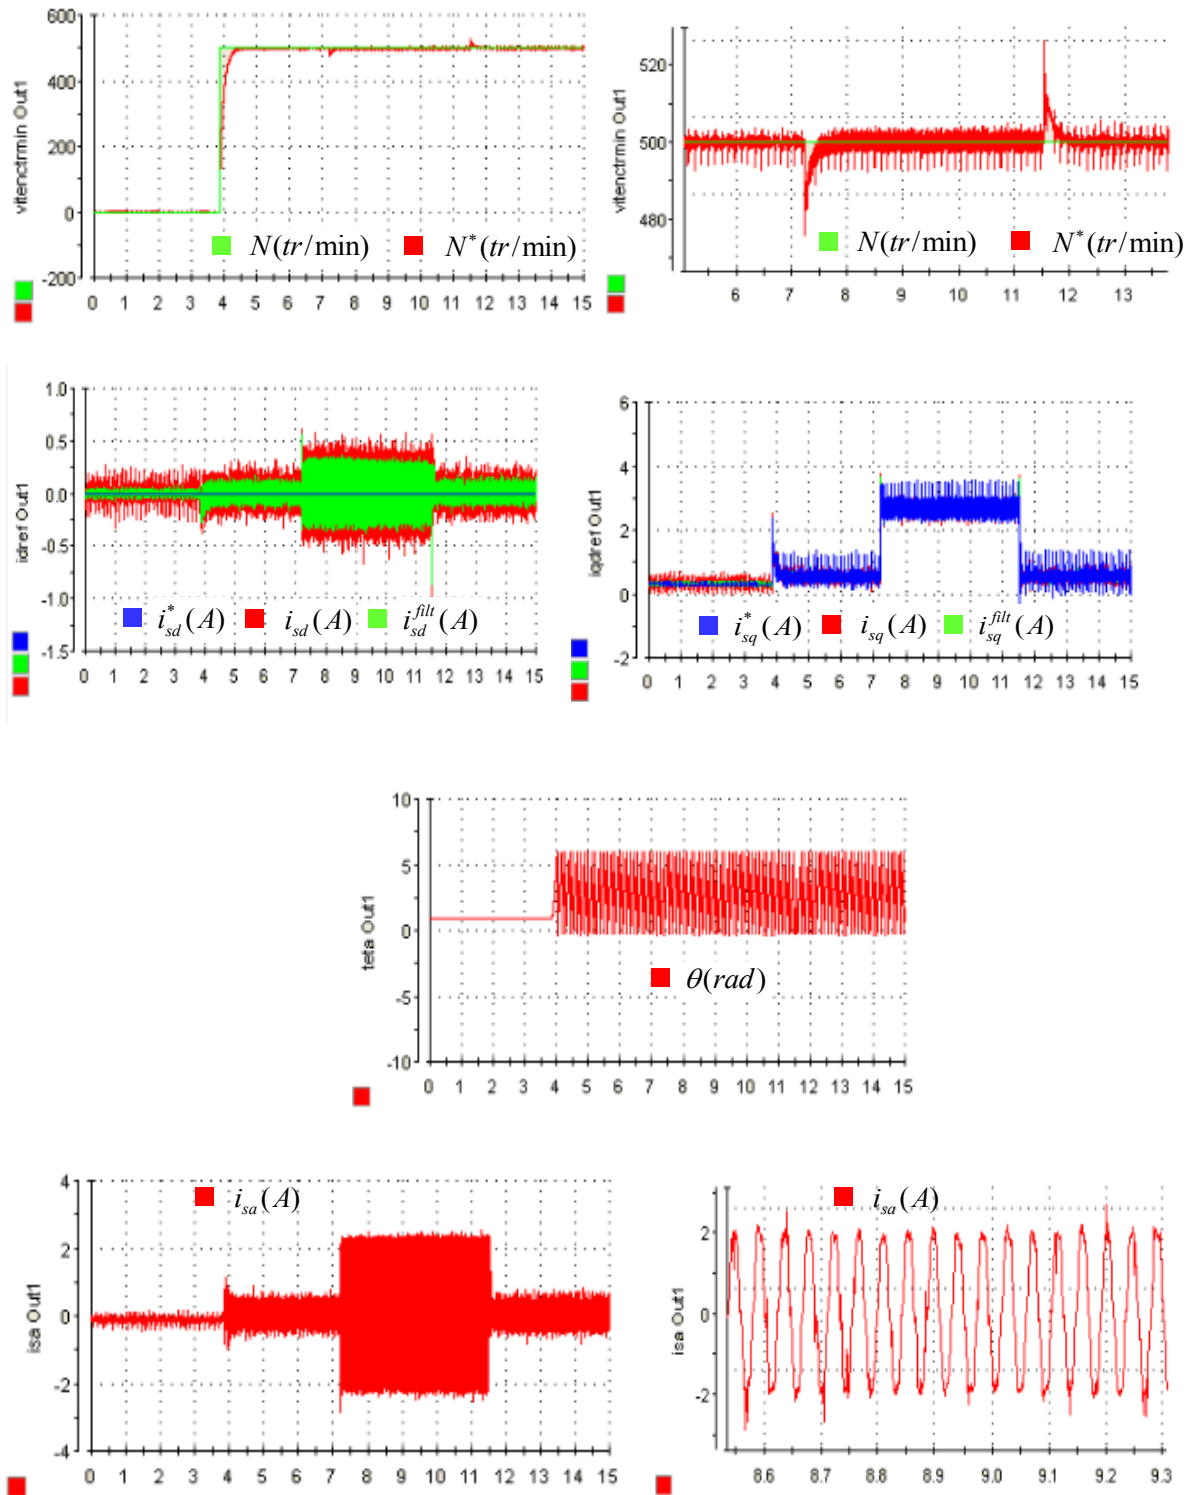 600
400
200
0
-200
vitenctrmin Out1
N(tr/min) N*(tr/min)
0 1 2 3 4 5 6 7 8 9 10 11 12 13 14 15
520
500
480
vitenctrmin Out1
N(tr/min) N*(tr/min)
6 7 8 9 10 11 12 13
1.0
0.5
0.0
-0.5
-1.0
-1.5
idref Out1
i*sd(A) isd(A) i^filt_sd(A)
0 1 2 3 4 5 6 7 8 9 10 11 12 13 14 15
6
4
2
0
-2
iqdref Out1
i*sq(A) isq(A) i^filt_sq(A)
0 1 2 3 4 5 6 7 8 9 10 11 12 13 14 15
10
5
0
-5
-10
teta Out1
θ(rad)
0 1 2 3 4 5 6 7 8 9 10 11 12 13 14 15
4
2
0
-2
-4
isa Out1
isa(A)
0 1 2 3 4 5 6 7 8 9 10 11 12 13 14 15
2
0
-2
isa Out1
isa(A)
8.6 8.7 8.8 8.9 9.0 9.1 9.2 9.3